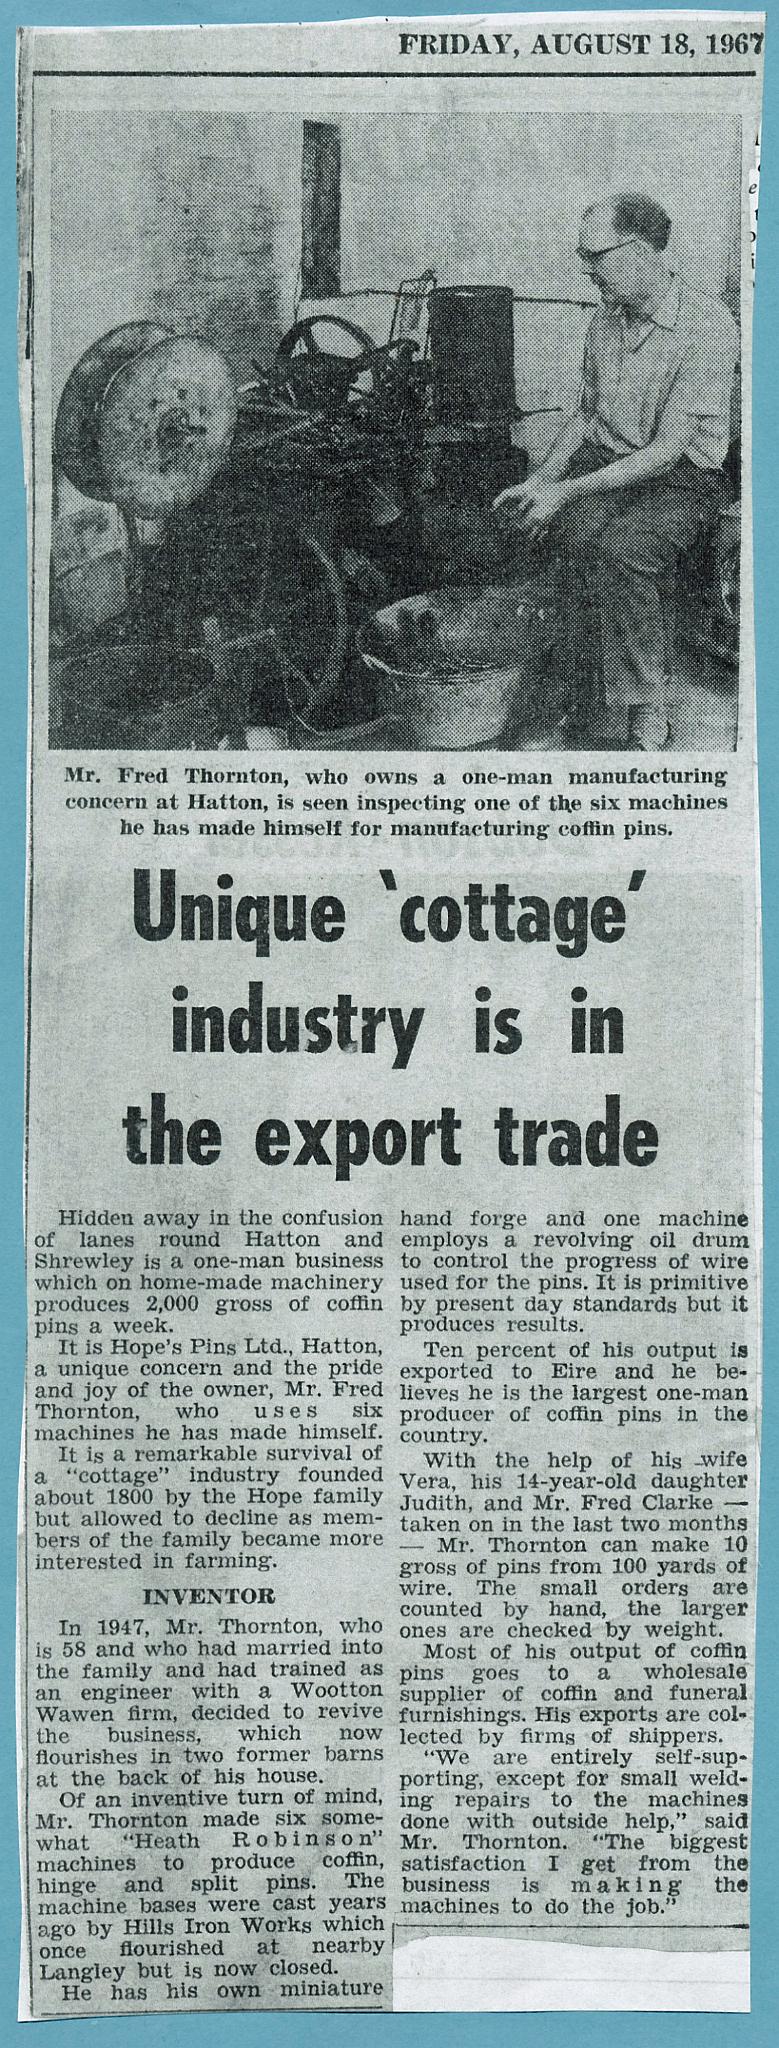 FRIDAY, AUGUST 18, 1967
Mr. Fred Thornton, who owns a one-man manufacturing
concern at Hatton, is seen inspecting one of the six machines
he has made himself for manufacturing coffin pins.
Unique 'cottage'
industry is in
the export trade
Hidden away in the confusion
of lanes round Hatton and
Shrewley is a one-man business
which on home-made machinery
produces 2,000 gross of coffin
pins a week.
It is Hope's Pins Ltd., Hatton,
a unique concern and the pride
and joy of the owner, Mr. Fred
Thornton, who uses six
machines he has made himself.
It is a remarkable survival of
a "cottage" industry founded
about 1800 by the Hope family
but allowed to decline as mem-
bers of the family became more
interested in farming.
INVENTOR
In 1947, Mr. Thornton, who
is 58 and who had married into
the family and had trained as
an engineer with a Wootton
Wawen firm, decided to revive
the business, which now
flourishes in two former barns
at the back of his house.
Of an inventive turn of mind,
Mr. Thornton made six some-
what "Heath Robinson"
machines to produce coffin,
hinge and split pins. The
machine bases were cast years
ago by Hills Iron Works which
once flourished at nearby
Langley but is now closed.
He has his own miniature
hand forge and one machine
employs a revolving oil drum
to control the progress of wire
used for the pins. It is primitive
by present day standards but it
produces results.
Ten percent of his output is
exported to Eire and he be-
lieves he is the largest one-man
producer of coffin pins in the
country.
With the help of his wife
Vera, his 14-year-old daughter
Judith, and Mr. Fred Clarke —
taken on in the last two months
— Mr. Thornton can make 10
gross of pins from 100 yards of
wire. The small orders are
counted by hand, the larger
ones are checked by weight.
Most of his output of coffin
pins goes to a wholesale
supplier of coffin and funeral
furnishings. His exports are col-
lected by firms of shippers.
"We are entirely self-sup-
porting, except for small weld-
ing repairs to the machines
done with outside help," said
Mr. Thornton. "The biggest
satisfaction I get from the
business is making the
machines to do the job."